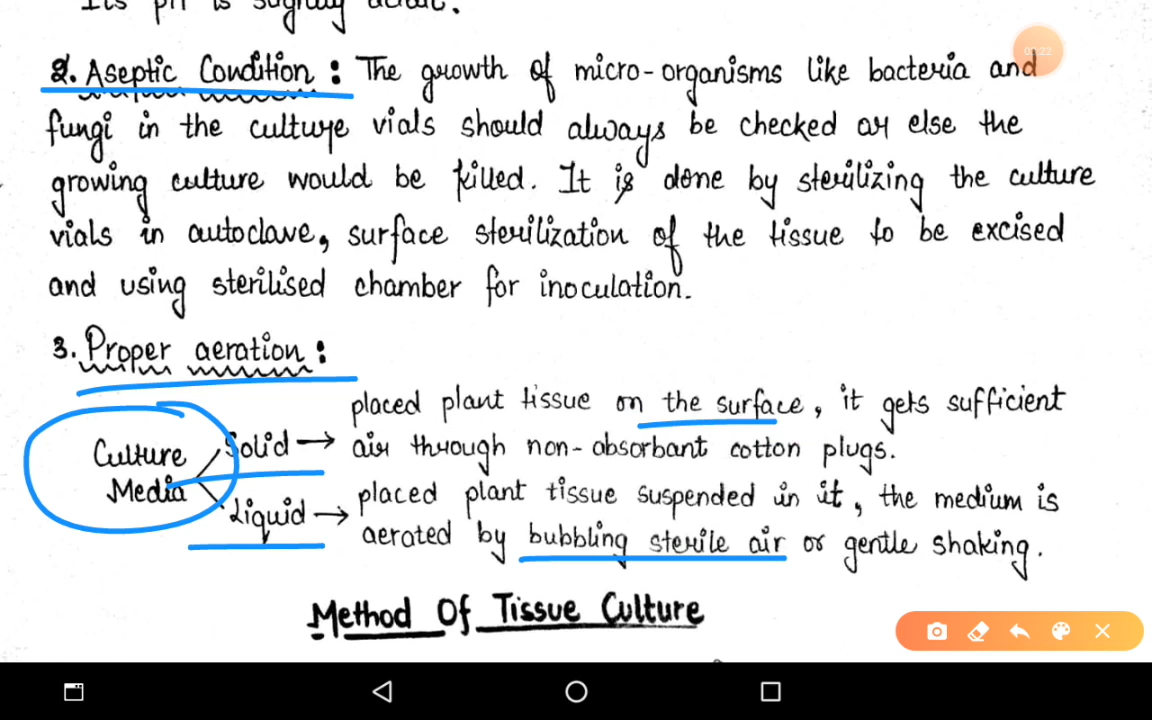 Its pH is slightly acidic.
2. Aseptic Condition : The growth of micro-organisms like bacteria and
fungi in the culture vials should always be checked or else the
growing culture would be killed. It is done by sterilizing the culture
vials in autoclave, surface sterilization of the tissue to be excised
and using sterilised chamber for inoculation.
3. Proper aeration :
Culture
Media
Solid → placed plant tissue on the surface, it gets sufficient
air through non-absorbant cotton plugs.
Liquid → placed plant tissue suspended in it, the medium is
aerated by bubbling sterile air or gentle shaking.
Method Of Tissue Culture